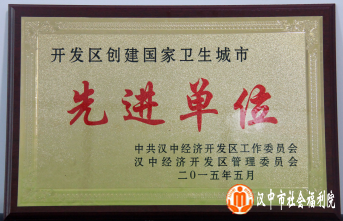 开发区创建国家卫生城市
先进单位
中共汉中经济开发区工作委员会
汉中经济开发区管理委员会
二〇一五年五月
汉中市社会福利院